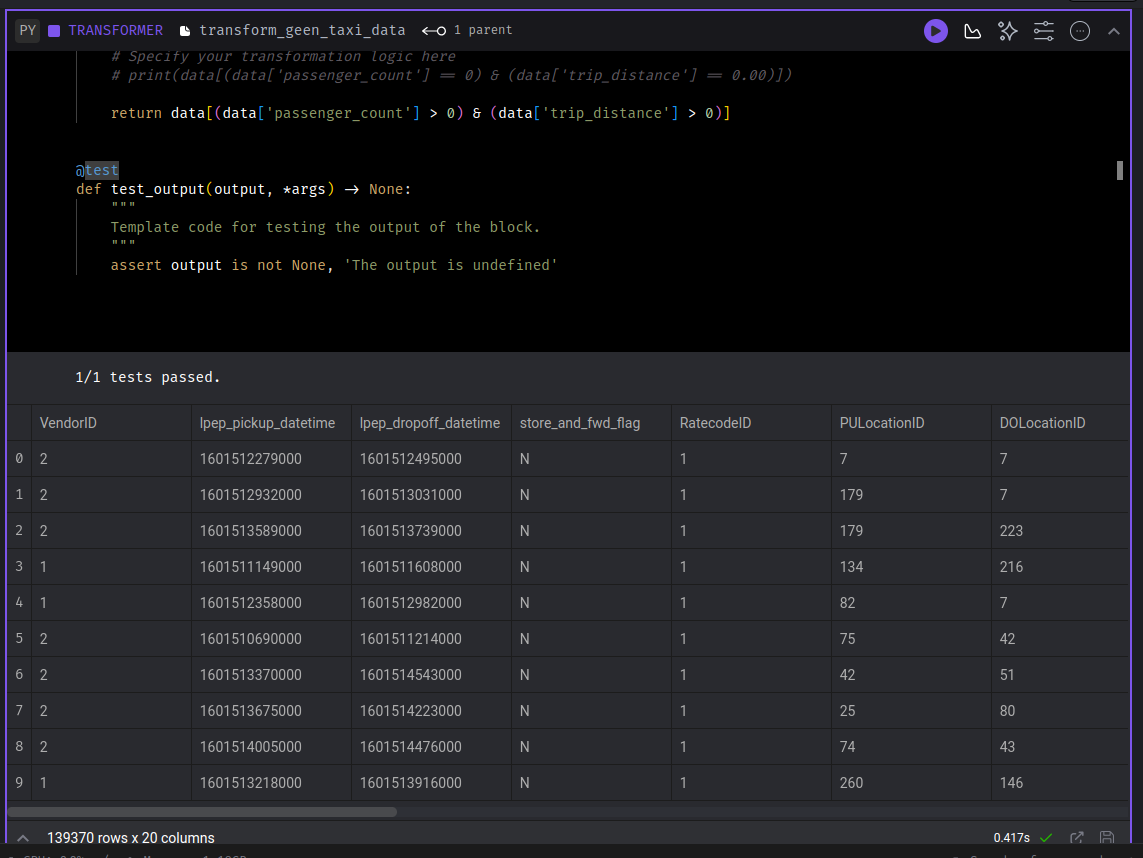 PY TRANSFORMER transform_geen_taxi_data 1 parent
# Specify your transformation logic here
# print(data[(data['passenger_count'] == 0) & (data['trip_distance'] == 0.00)])
return data[(data['passenger_count'] > 0) & (data['trip_distance'] > 0)]
@test
def test_output(output, *args) -> None:
"""
Template code for testing the output of the block.
"""
assert output is not None, 'The output is undefined'
1/1 tests passed.
VendorID lpep_pickup_datetime lpep_dropoff_datetime store_and_fwd_flag RatecodeID PULocationID DOLocationID
0 2 1601512279000 1601512495000 N 1 7 7
1 2 1601512932000 1601513031000 N 1 179 7
2 2 1601513589000 1601513739000 N 1 179 223
3 1 1601511149000 1601511608000 N 1 134 216
4 1 1601512358000 1601512982000 N 1 82 7
5 2 1601510690000 1601511214000 N 1 75 42
6 2 1601513370000 1601514543000 N 1 42 51
7 2 1601513675000 1601514223000 N 1 25 80
8 2 1601514005000 1601514476000 N 1 74 43
9 1 1601513218000 1601513916000 N 1 260 146
139370 rows x 20 columns 0.417s